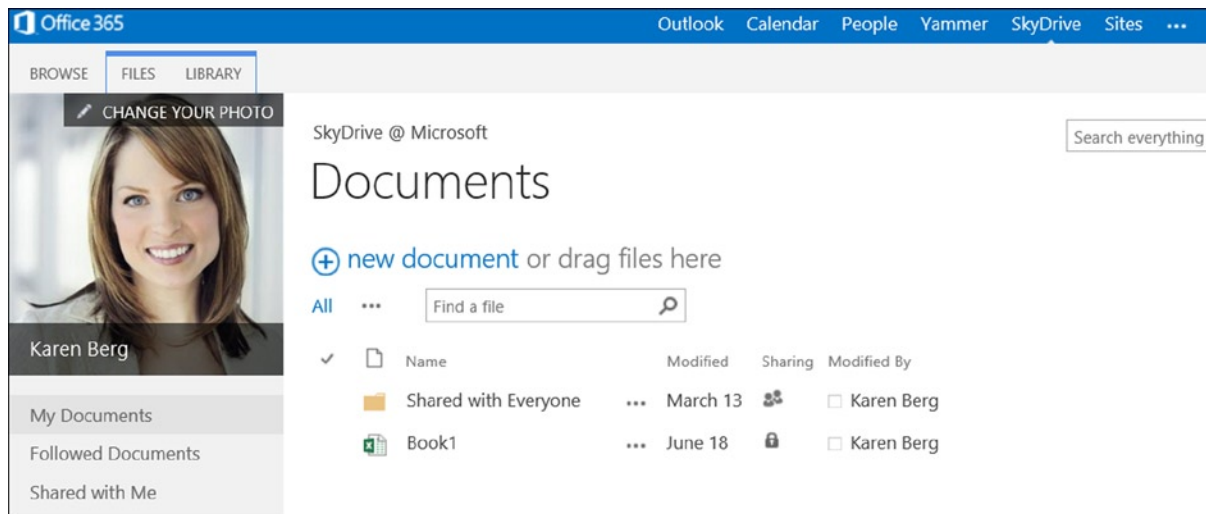 Office 365 Outlook Calendar People Yammer SkyDrive Sites ...
BROWSE FILES LIBRARY
CHANGE YOUR PHOTO
SkyDrive @ Microsoft
Search everything
Documents
new document or drag files here
All ... Find a file
Karen Berg
Name Modified Sharing Modified By
Shared with Everyone ... March 13 Karen Berg
Book1 ... June 18 Karen Berg
My Documents
Followed Documents
Shared with Me